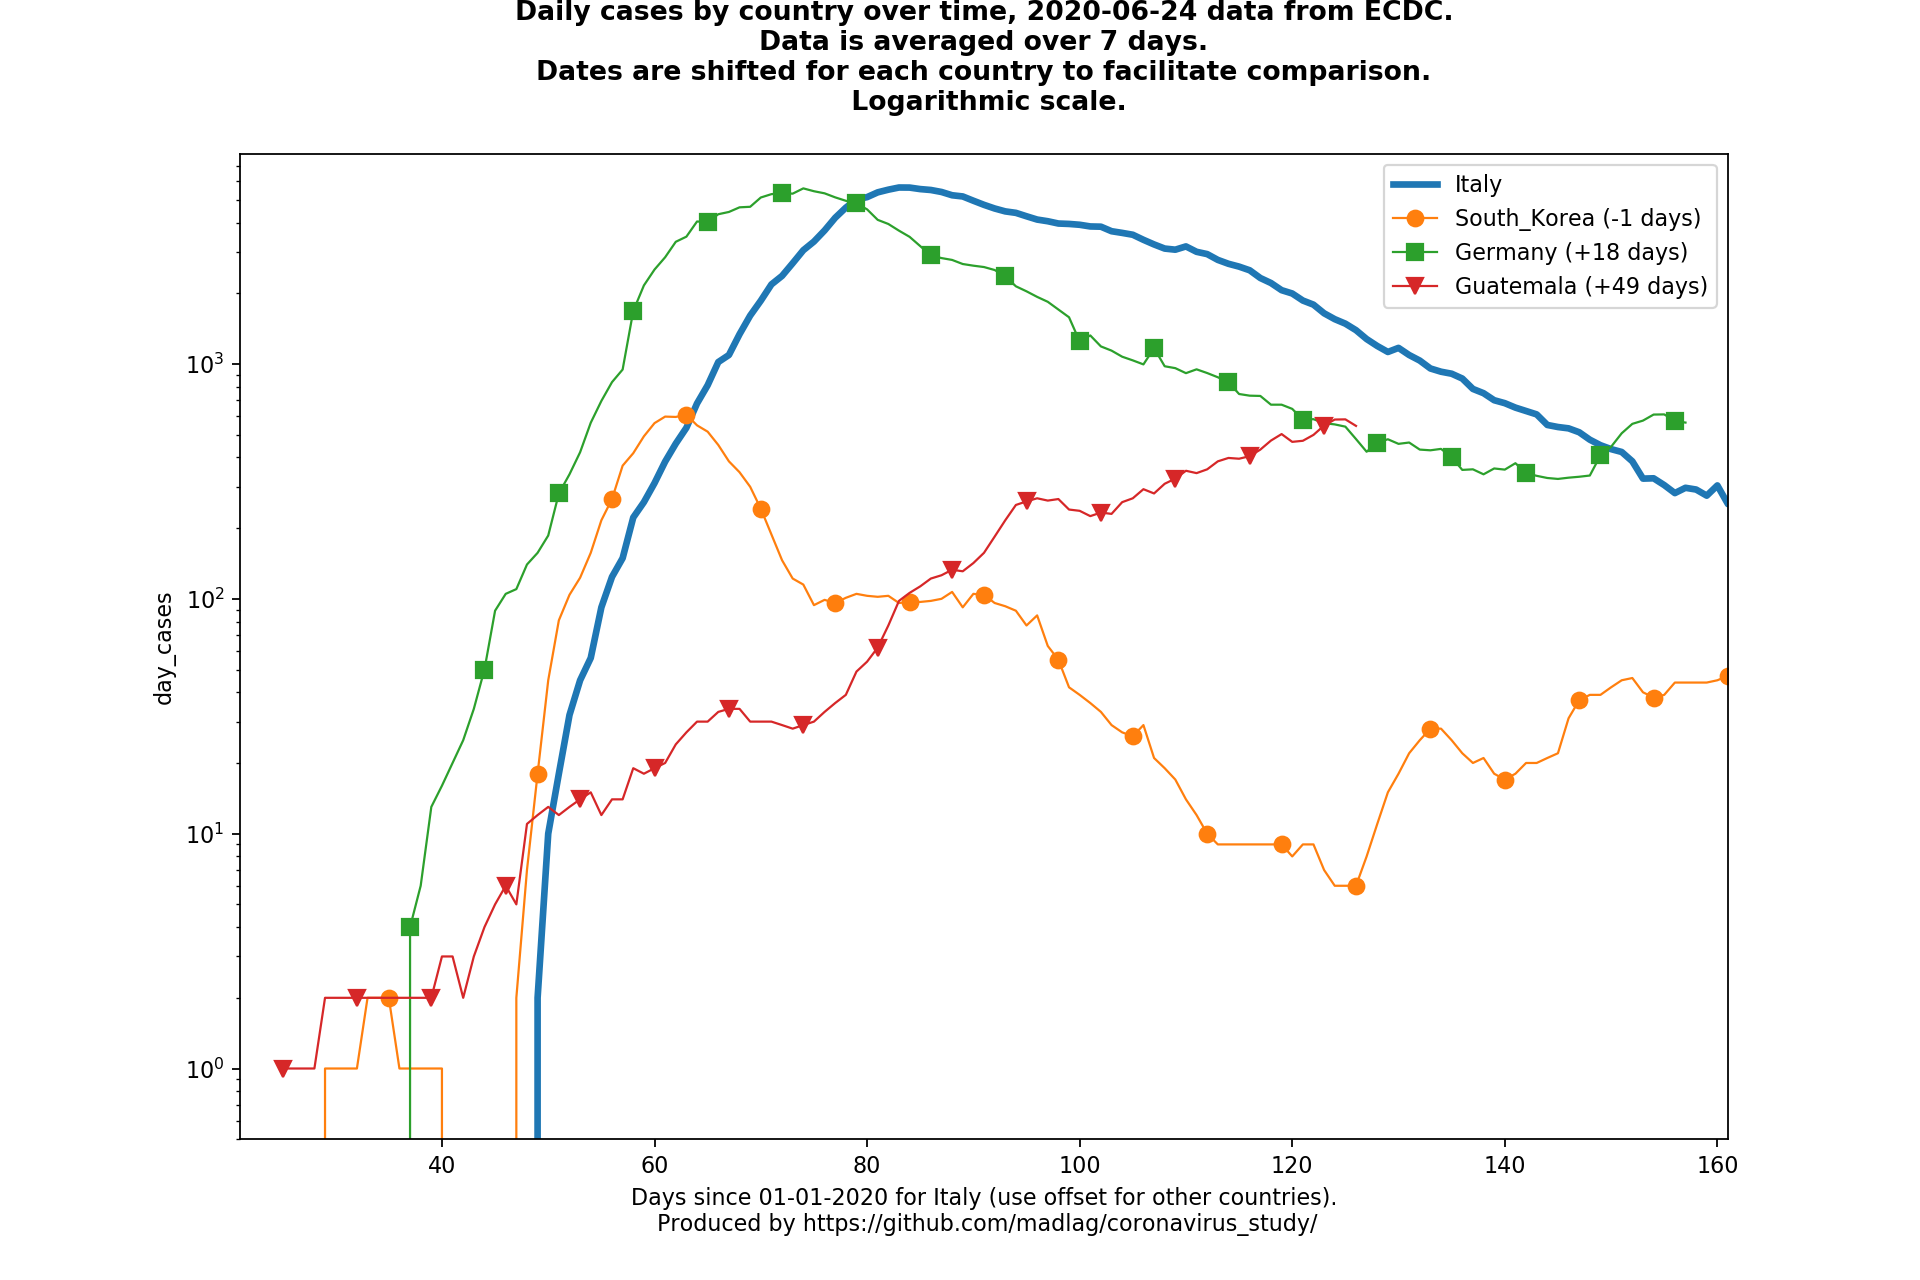 Daily cases by country over time, 2020-06-24 data from ECDC.
Data is averaged over 7 days.
Dates are shifted for each country to facilitate comparison.
Logarithmic scale.
Italy
South_Korea (-1 days)
Germany (+18 days)
Guatemala (+49 days)
10³
10²
10¹
10⁰
day_cases
40 60 80 100 120 140 160
Days since 01-01-2020 for Italy (use offset for other countries).
Produced by https://github.com/madlag/coronavirus_study/